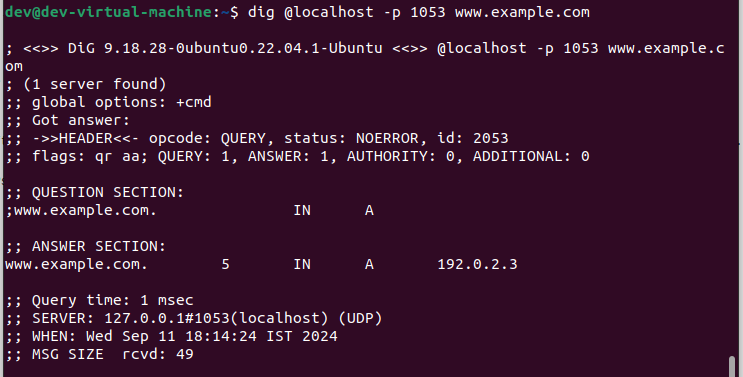 dev@dev-virtual-machine:~$ dig @localhost -p 1053 www.example.com
; <<>> DiG 9.18.28-0ubuntu0.22.04.1-Ubuntu <<>> @localhost -p 1053 www.example.c
om
; (1 server found)
;; global options: +cmd
;; Got answer:
;; ->>HEADER<<- opcode: QUERY, status: NOERROR, id: 2053
;; flags: qr aa; QUERY: 1, ANSWER: 1, AUTHORITY: 0, ADDITIONAL: 0
;; QUESTION SECTION:
;www.example.com. IN A
;; ANSWER SECTION:
www.example.com. 5 IN A 192.0.2.3
;; Query time: 1 msec
;; SERVER: 127.0.0.1#1053(localhost) (UDP)
;; WHEN: Wed Sep 11 18:14:24 IST 2024
;; MSG SIZE  rcvd: 49